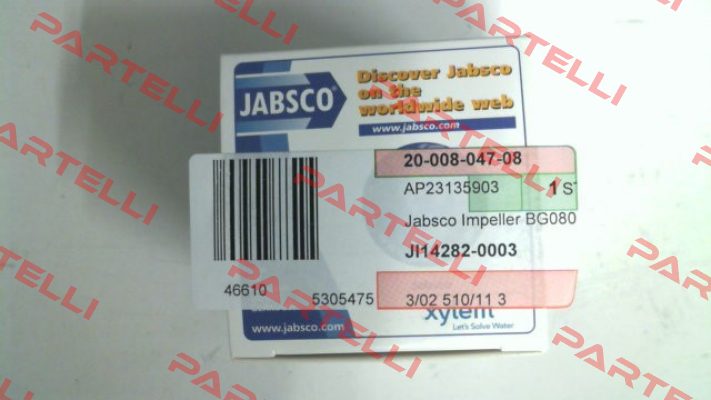 JABSCO
Discover Jabsco
on the
worldwide web
www.jabsco.com
20-008-047-08
AP23135903
1 ST
Jabsco Impeller BG080
JI14282-0003
46610
5305475
3/02 510/11 3
xylem
Let's Solve Water
www.jabsco.com
PARTELLI
PARTELLI
PARTELLI
PARTELLI
PARTELLI
PARTELLI
PARTELLI